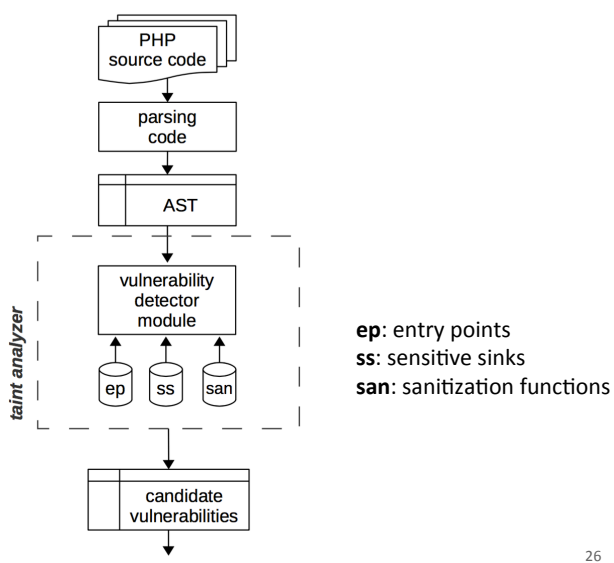 PHP
source code
parsing
code
AST
taint analyzer
vulnerability
detector
module
ep
ss
san
ep: entry points
ss: sensitive sinks
san: sanitization functions
candidate
vulnerabilities
26